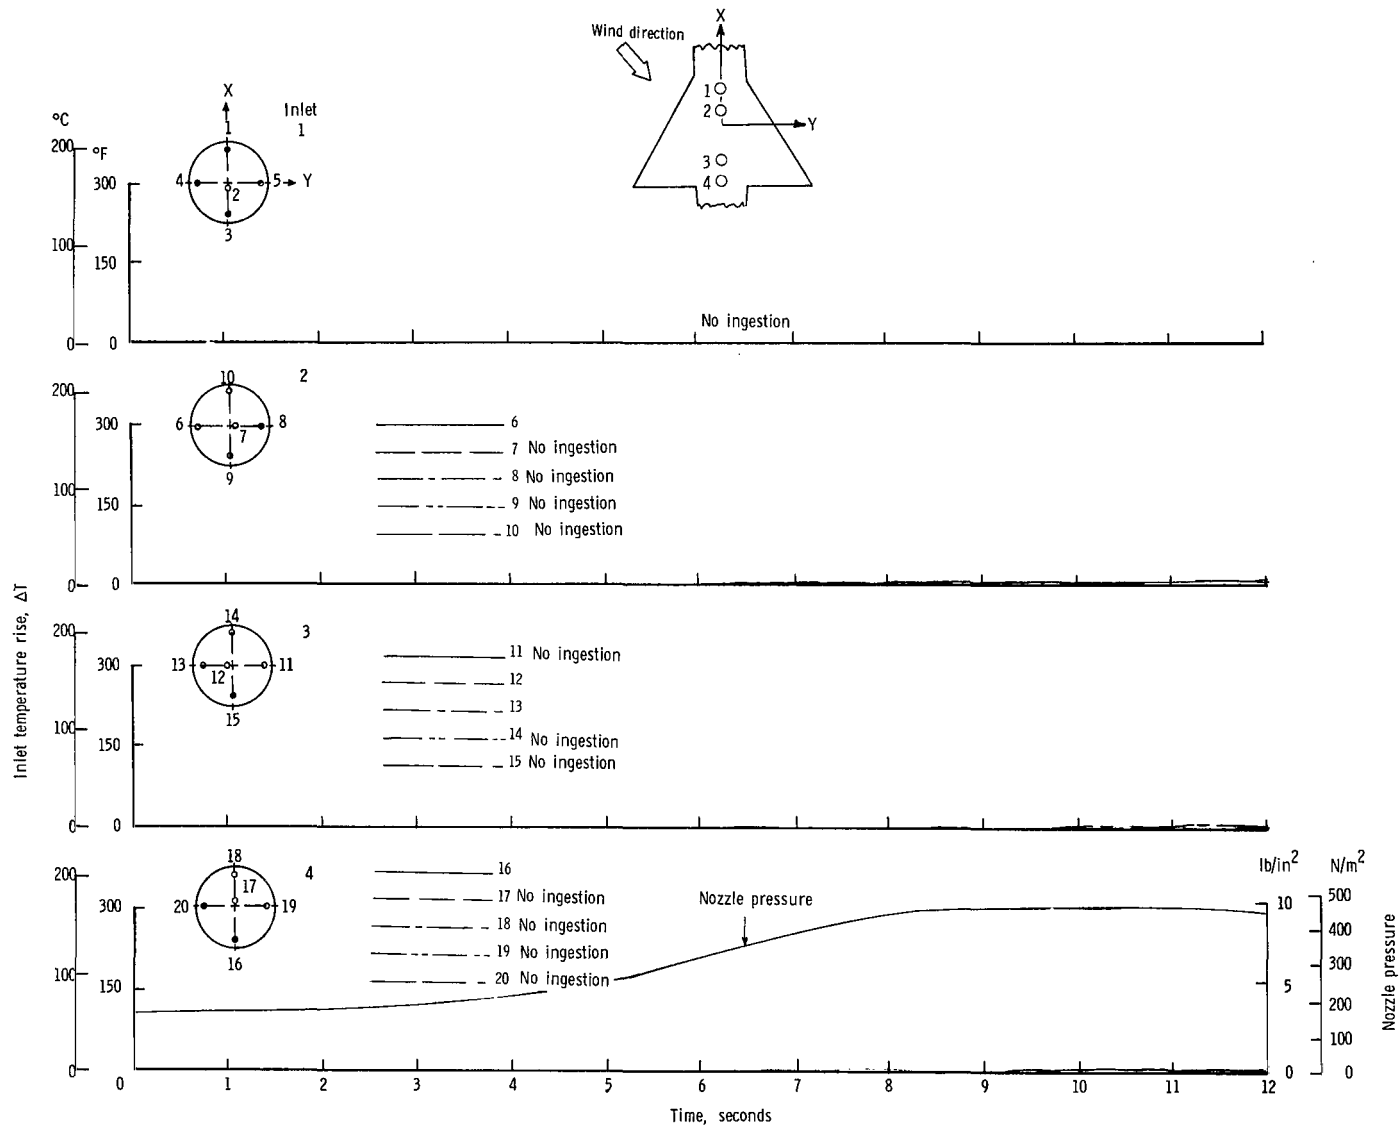 X
Wind direction
1
2
Y
3
4
X
Inlet
1
1
°C
°F
200
300
4
5
Y
2
3
100
150
No ingestion
0
0
10
2
200
300
6
8
7
9
6
7 No ingestion
8 No ingestion
9 No ingestion
10 No ingestion
100
150
0
0
Inlet temperature rise, ΔT
14
3
200
300
13
11
12
15
11 No ingestion
12
13
14 No ingestion
15 No ingestion
100
150
0
0
18
4
200
300
17
20
19
16
16
17 No ingestion
18 No ingestion
19 No ingestion
20 No ingestion
100
150
0
Nozzle pressure
lb/in²
N/m²
10
5
0
500
400
300
200
100
0
Nozzle pressure
0 1 2 3 4 5 6 7 8 9 10 11 12
Time, seconds